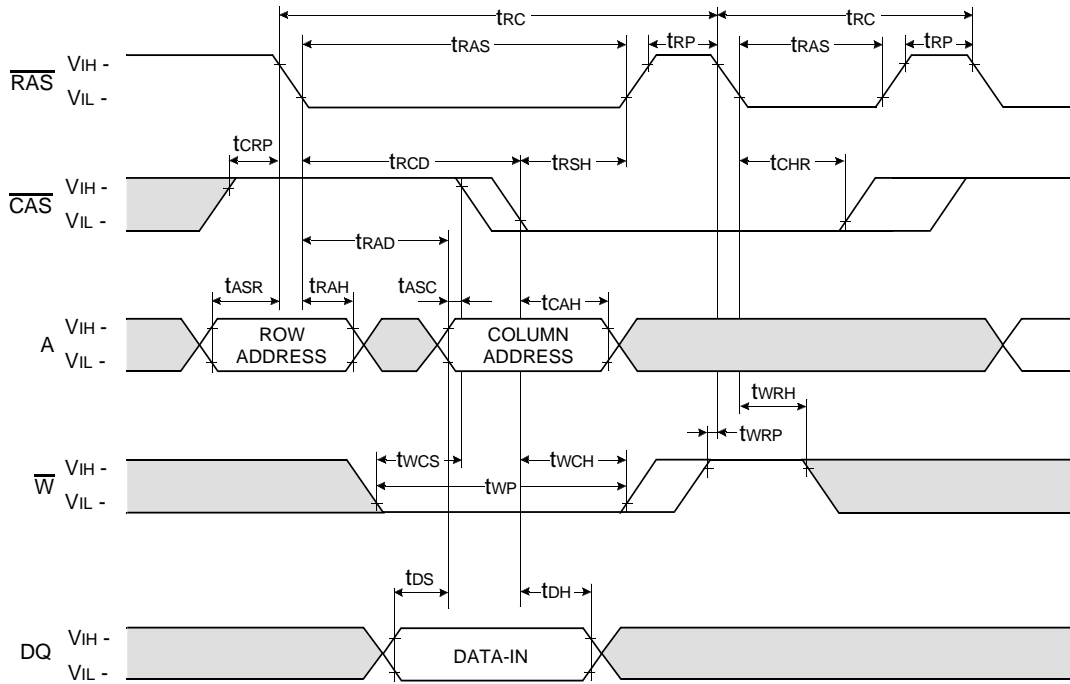 tRC tRC
tRAS tRP tRAS tRP
RAS VIH -
VIL -
tCRP tRCD tRSH tCHR
CAS VIH -
VIL -
tRAD
tASR tRAH tASC tCAH
A VIH -
VIL -
ROW
ADDRESS
COLUMN
ADDRESS
tWRH
tWRP
W VIH -
VIL -
tWCS tWCH
tWP
tDS tDH
DQ VIH -
VIL -
DATA-IN